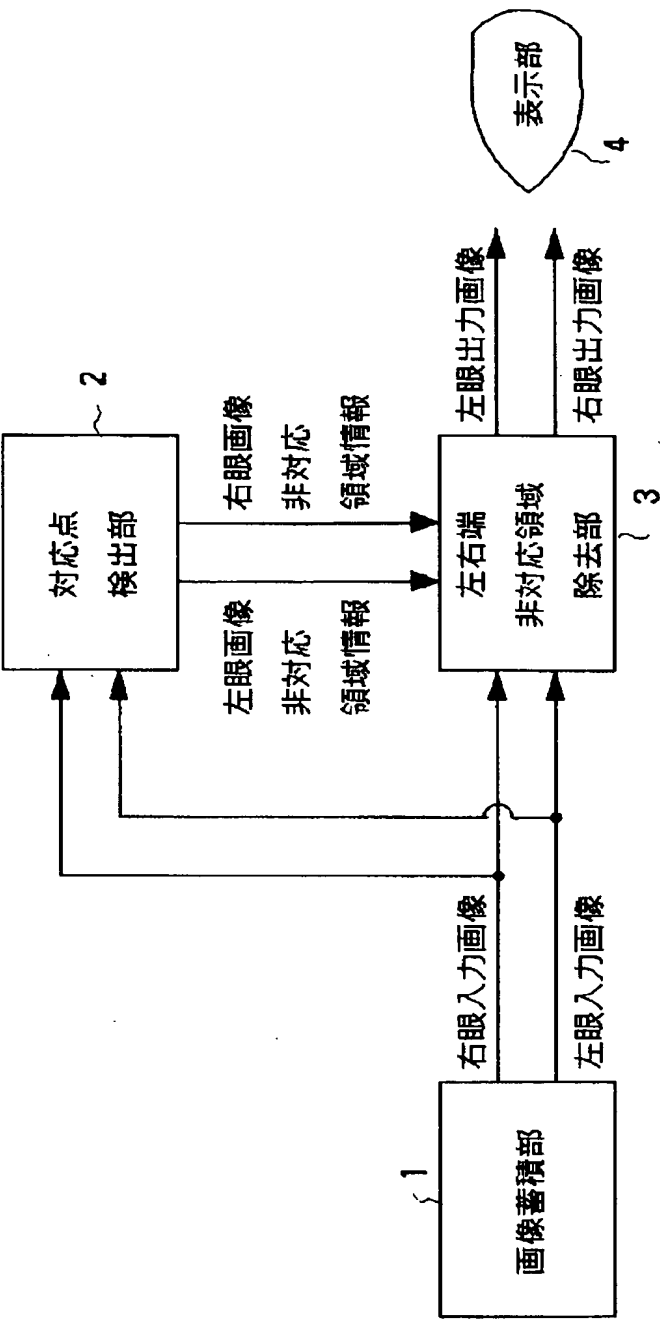 1
画像蓄積部
右眼入力画像
左眼入力画像
2
対応点
検出部
左眼画像
非対応
領域情報
右眼画像
非対応
領域情報
左右端
非対応領域
除去部
3
左眼出力画像
右眼出力画像
表示部
4